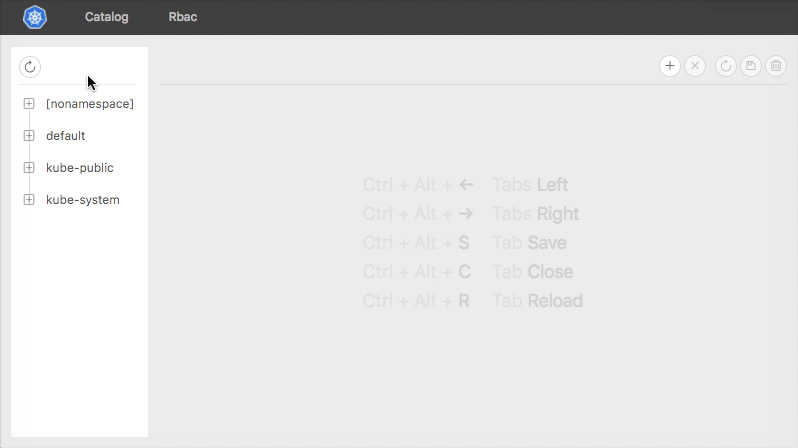 Catalog Rbac
[nonamespace]
default
kube-public
kube-system
Ctrl + Alt + ← Tabs Left
Ctrl + Alt + → Tabs Right
Ctrl + Alt + S Tab Save
Ctrl + Alt + C Tab Close
Ctrl + Alt + R Tab Reload